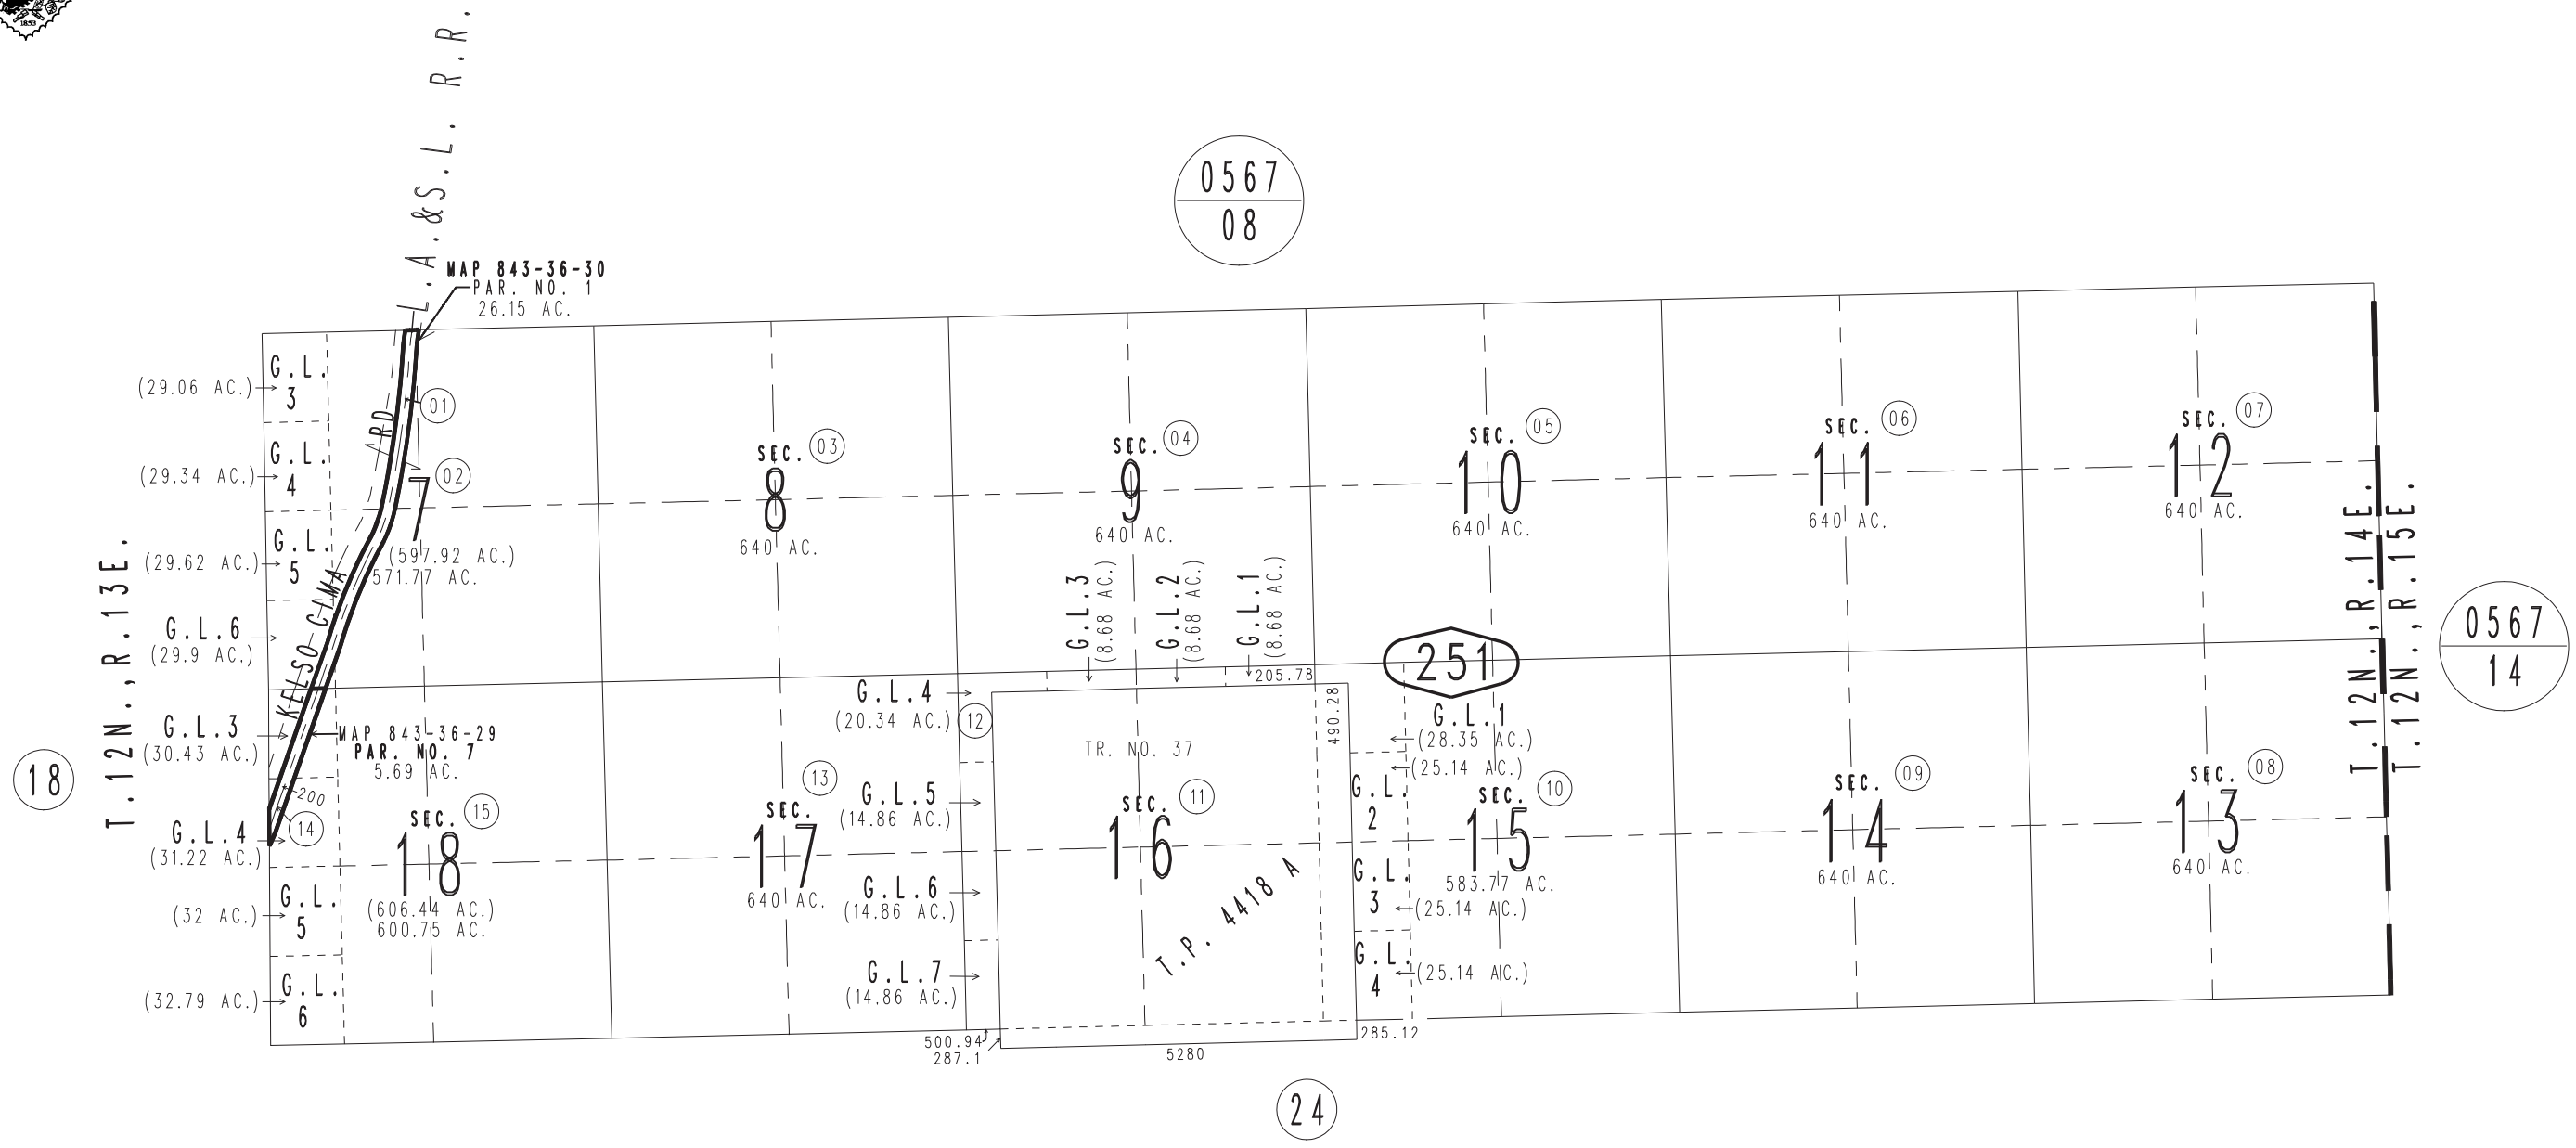 1853
L.A.&S.L. R.R.
0567
08
MAP 843-36-30
PAR. NO. 1
26.15 AC.
G.L.
3
(29.06 AC.)
01
RD
G.L.
4
(29.34 AC.)
02
7
(597.92 AC.)
571.77 AC.
G.L.
5
(29.62 AC.)
KELSO CIMA
G.L.6
(29.9 AC.)
SEC. 03
8
640 AC.
SEC. 04
9
640 AC.
SEC. 05
10
640 AC.
SEC. 06
11
640 AC.
SEC. 07
12
640 AC.
G.L.3
(8.68 AC.)
G.L.2
(8.68 AC.)
G.L.1
(8.68 AC.)
205.78
490.28
251
T.12N.,R.13E.
T.12N.,R.14E.
T.12N.,R.15E.
0567
14
18
G.L.3
(30.43 AC.)
MAP 843-36-29
PAR. NO. 7
5.69 AC.
200
14
G.L.4
(31.22 AC.)
SEC. 15
18
(606.44 AC.)
600.75 AC.
G.L.
5
(32 AC.)
G.L.
6
(32.79 AC.)
SEC. 13
17
640 AC.
G.L.4
(20.34 AC.)
12
G.L.5
(14.86 AC.)
G.L.6
(14.86 AC.)
G.L.7
(14.86 AC.)
TR. NO. 37
SEC. 11
16
T.P. 4418 A
G.L.1
(28.35 AC.)
(25.14 AC.)
G.L.
2
SEC. 10
15
583.77 AC.
G.L.
3
(25.14 AC.)
G.L.
4
(25.14 AC.)
SEC. 09
14
640 AC.
SEC. 08
13
640 AC.
500.94
287.1
5280
285.12
24